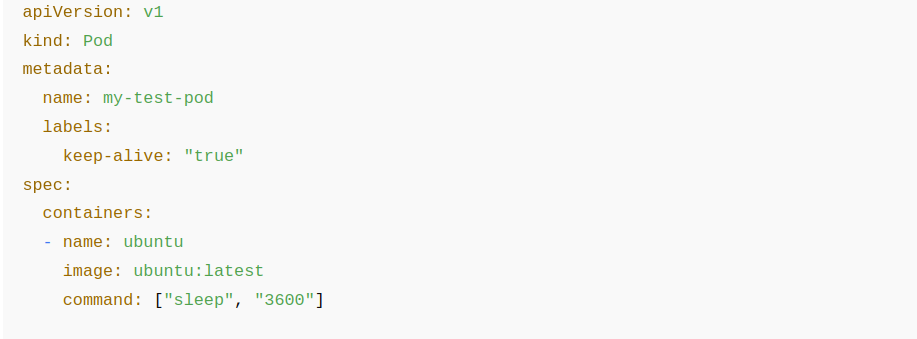 apiVersion: v1
kind: Pod
metadata:
  name: my-test-pod
  labels:
    keep-alive: "true"
spec:
  containers:
  - name: ubuntu
    image: ubuntu:latest
    command: ["sleep", "3600"]